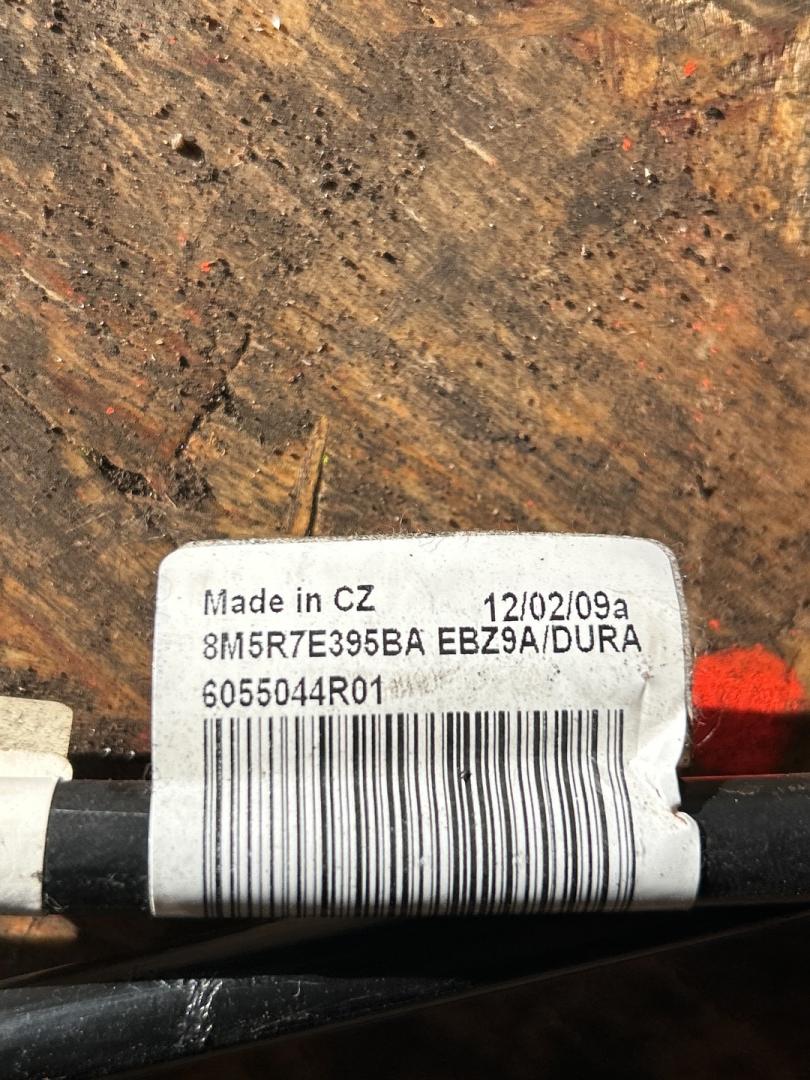 Made in CZ 12/02/09a
8M5R7E395BA EBZ9A/DURA
6055044R01